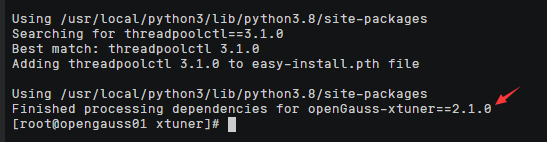 Using /usr/local/python3/lib/python3.8/site-packages
Searching for threadpoolctl==3.1.0
Best match: threadpoolctl 3.1.0
Adding threadpoolctl 3.1.0 to easy-install.pth file
Using /usr/local/python3/lib/python3.8/site-packages
Finished processing dependencies for openGauss-xtuner==2.1.0
[root@opengauss01 xtuner]#